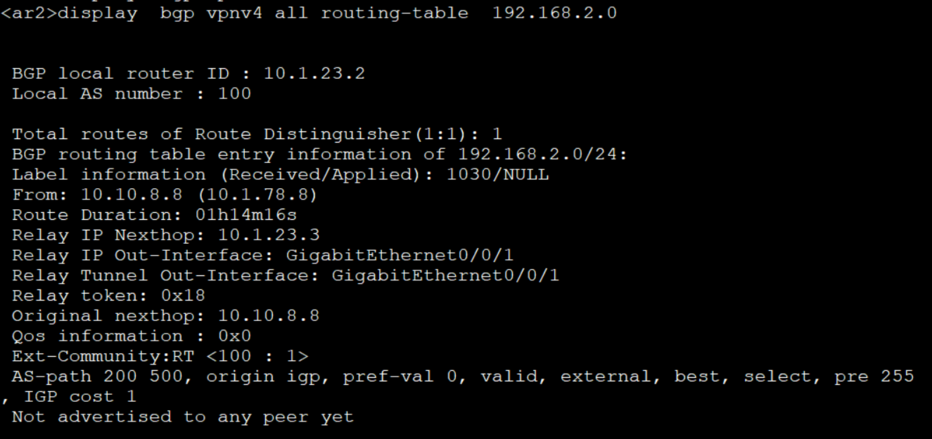 <ar2>display  bgp vpnv4 all routing-table  192.168.2.0
BGP local router ID : 10.1.23.2
Local AS number : 100
Total routes of Route Distinguisher(1:1): 1
BGP routing table entry information of 192.168.2.0/24:
Label information (Received/Applied): 1030/NULL
From: 10.10.8.8 (10.1.78.8)
Route Duration: 01h14m16s
Relay IP Nexthop: 10.1.23.3
Relay IP Out-Interface: GigabitEthernet0/0/1
Relay Tunnel Out-Interface: GigabitEthernet0/0/1
Relay token: 0x18
Original nexthop: 10.10.8.8
Qos information : 0x0
Ext-Community:RT <100 : 1>
AS-path 200 500, origin igp, pref-val 0, valid, external, best, select, pre 255
, IGP cost 1
Not advertised to any peer yet